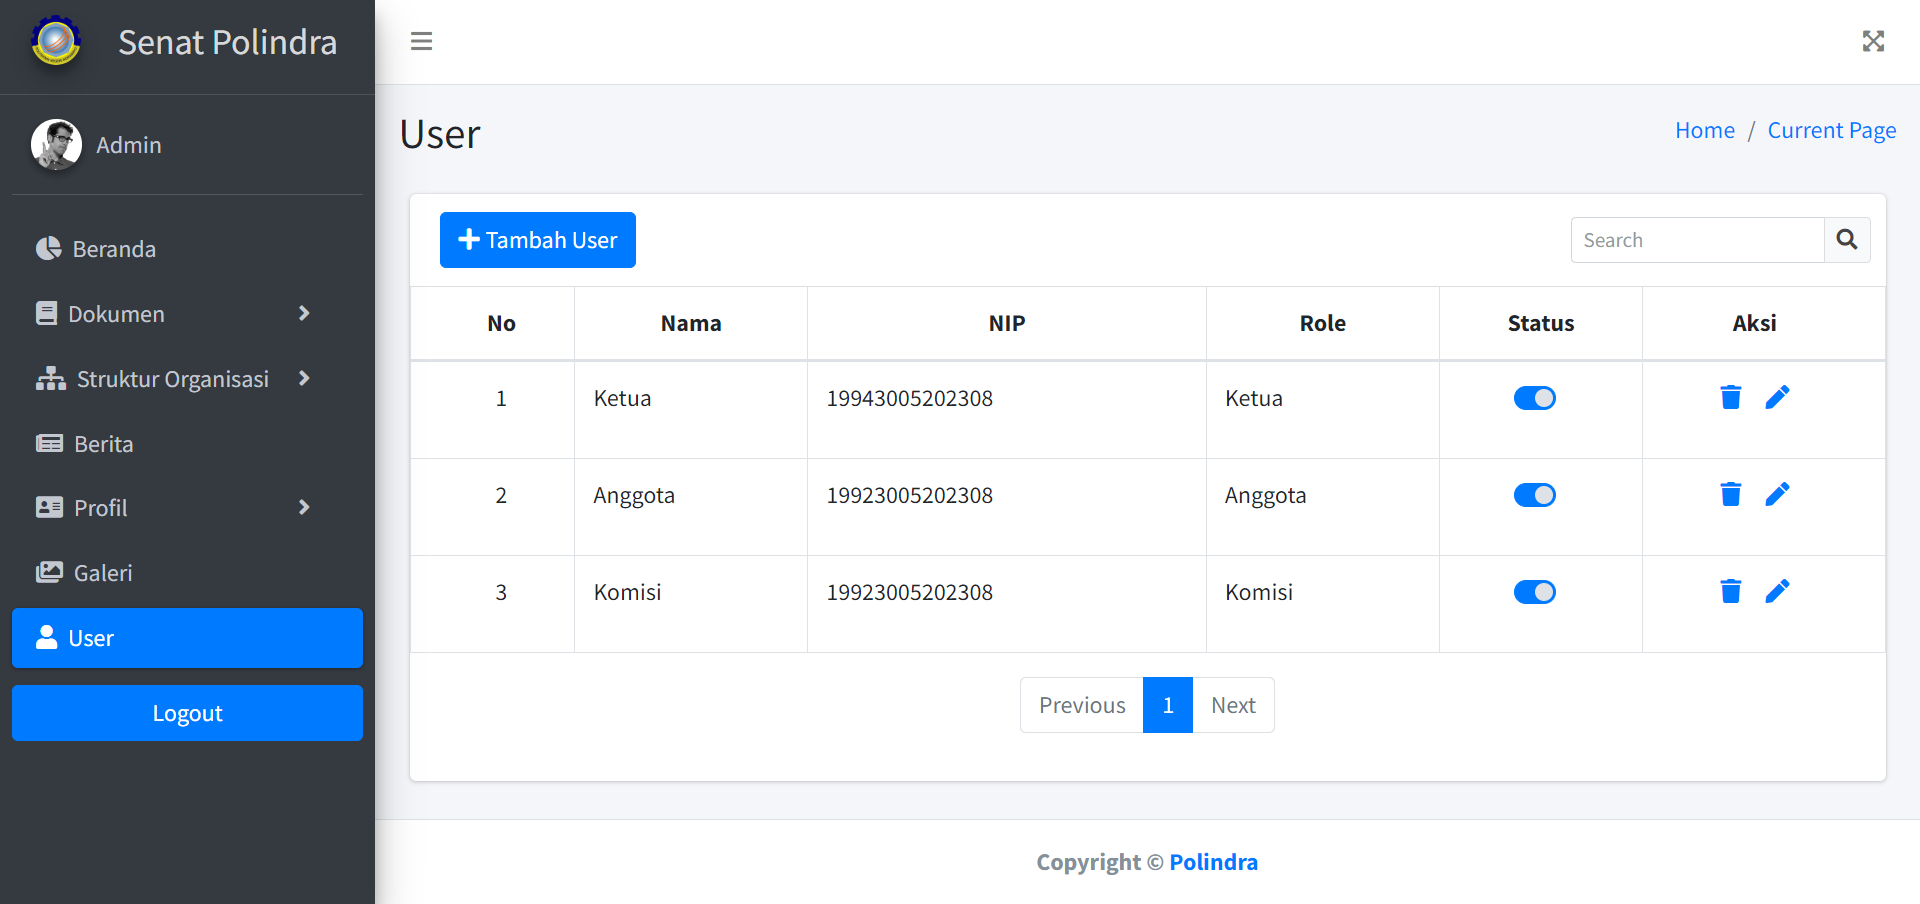 Senat Polindra
Admin
Beranda
Dokumen
Struktur Organisasi
Berita
Profil
Galeri
User
Logout
User
Home / Current Page
Tambah User
Search
No Nama NIP Role Status Aksi
1 Ketua 19943005202308 Ketua
2 Anggota 19923005202308 Anggota
3 Komisi 19923005202308 Komisi
Previous 1 Next
Copyright © Polindra